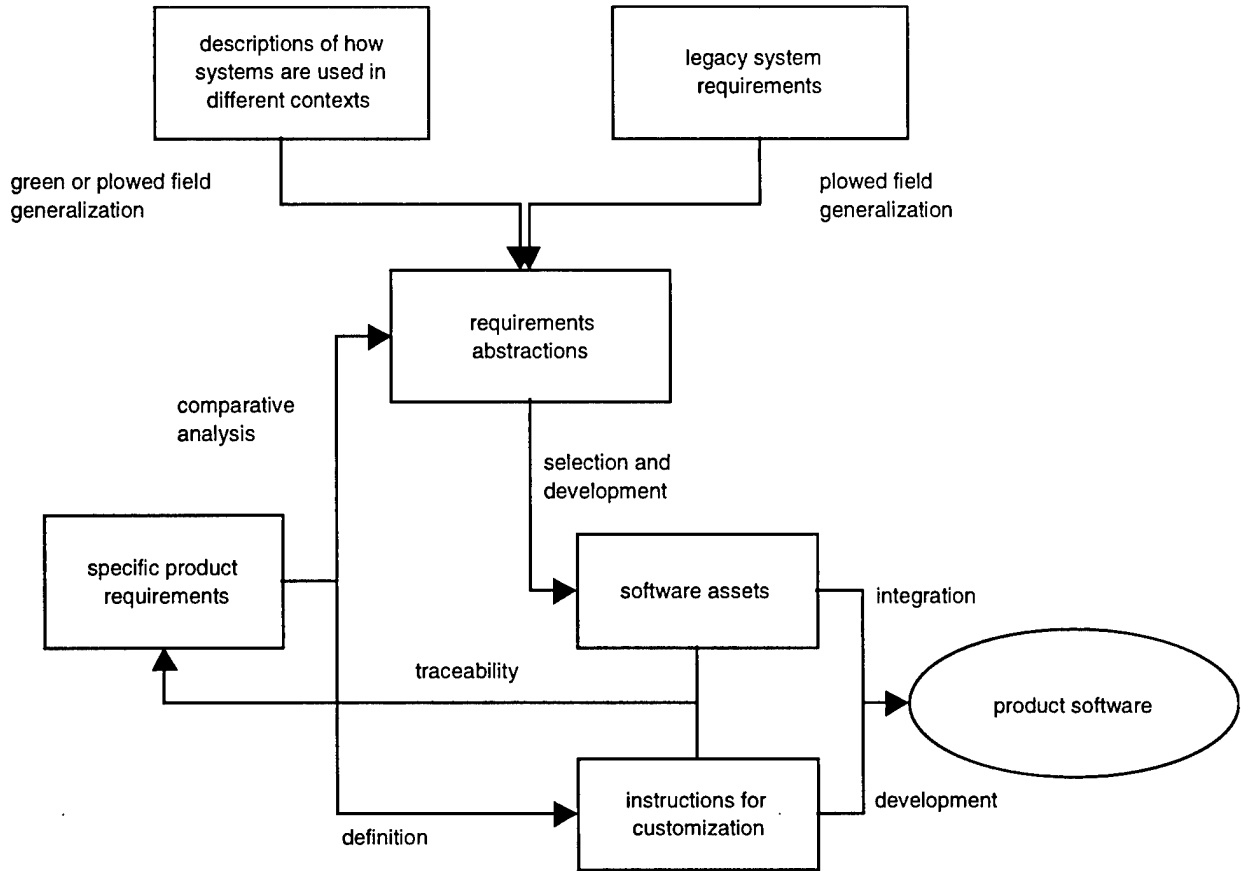 descriptions of how
systems are used in
different contexts
legacy system
requirements
green or plowed field
generalization
plowed field
generalization
requirements
abstractions
comparative
analysis
selection and
development
specific product
requirements
software assets
integration
traceability
product software
instructions for
customization
development
definition